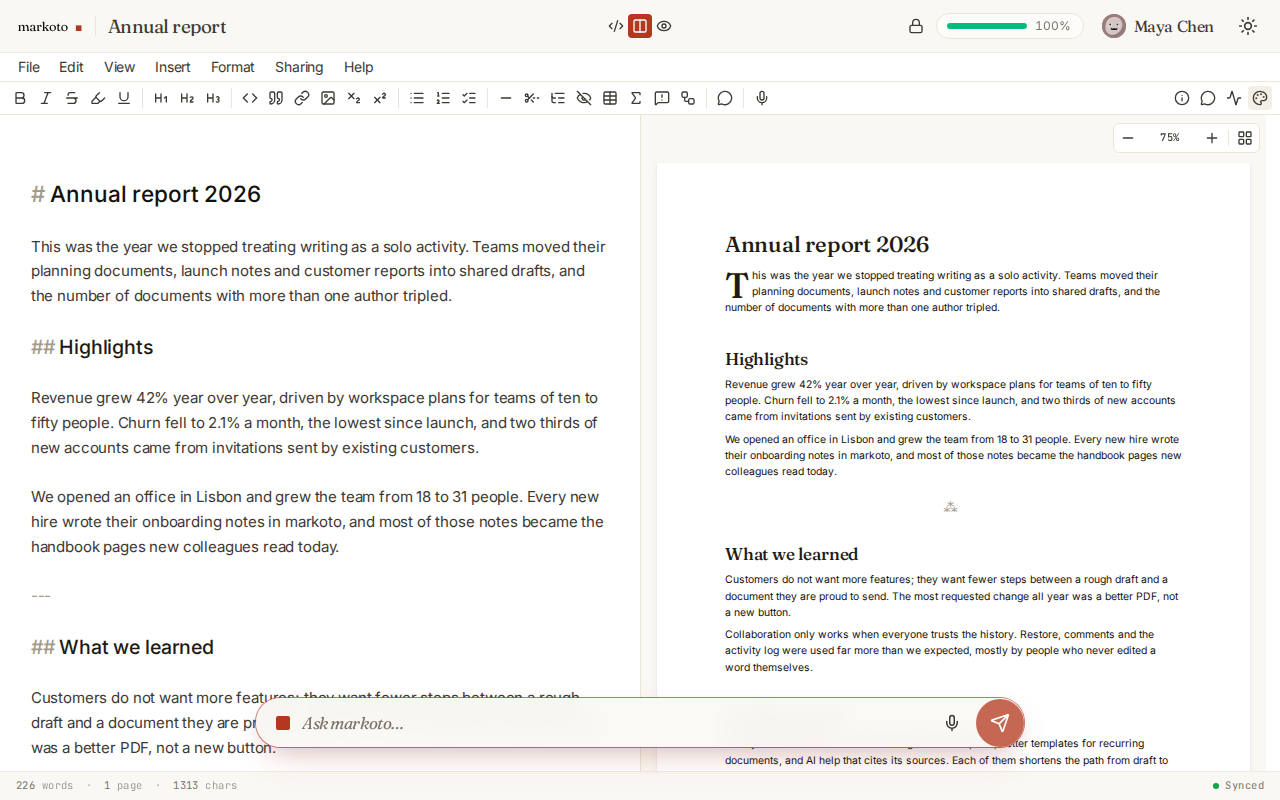 markoto
Annual report
100%
Maya Chen
File Edit View Insert Format Sharing Help
H1 H2 H3
75%
# Annual report 2026
This was the year we stopped treating writing as a solo activity. Teams moved their
planning documents, launch notes and customer reports into shared drafts, and
the number of documents with more than one author tripled.
## Highlights
Revenue grew 42% year over year, driven by workspace plans for teams of ten to
fifty people. Churn fell to 2.1% a month, the lowest since launch, and two thirds of
new accounts came from invitations sent by existing customers.
We opened an office in Lisbon and grew the team from 18 to 31 people. Every new
hire wrote their onboarding notes in markoto, and most of those notes became the
handbook pages new colleagues read today.
---
## What we learned
Customers do not want more features; they want fewer steps between a rough
draft and a document they are
was a better PDF, not a new button.
Annual report 2026
This was the year we stopped treating writing as a solo activity. Teams moved their
planning documents, launch notes and customer reports into shared drafts, and the
number of documents with more than one author tripled.
Highlights
Revenue grew 42% year over year, driven by workspace plans for teams of ten to fifty
people. Churn fell to 2.1% a month, the lowest since launch, and two thirds of new accounts
came from invitations sent by existing customers.
We opened an office in Lisbon and grew the team from 18 to 31 people. Every new hire wrote
their onboarding notes in markoto, and most of those notes became the handbook pages new
colleagues read today.
⁂
What we learned
Customers do not want more features; they want fewer steps between a rough draft and a
document they are proud to send. The most requested change all year was a better PDF, not
a new button.
Collaboration only works when everyone trusts the history. Restore, comments and the
activity log were used far more than we expected, mostly by people who never edited a
word themselves.
templates for recurring
documents, and AI help that cites its sources. Each of them shortens the path from draft to
Ask markoto...
226 words · 1 page · 1313 chars
Synced